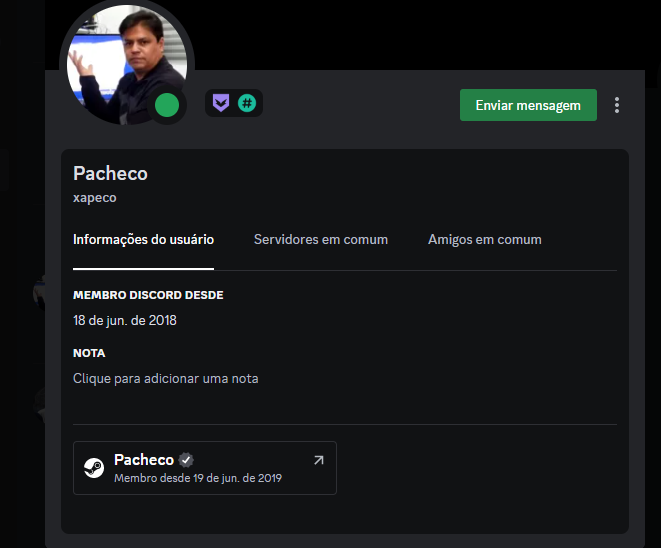 Enviar mensagem
Pacheco
xapeco
Informações do usuário
Servidores em comum
Amigos em comum
MEMBRO DISCORD DESDE
18 de jun. de 2018
NOTA
Clique para adicionar uma nota
Pacheco
Membro desde 19 de jun. de 2019